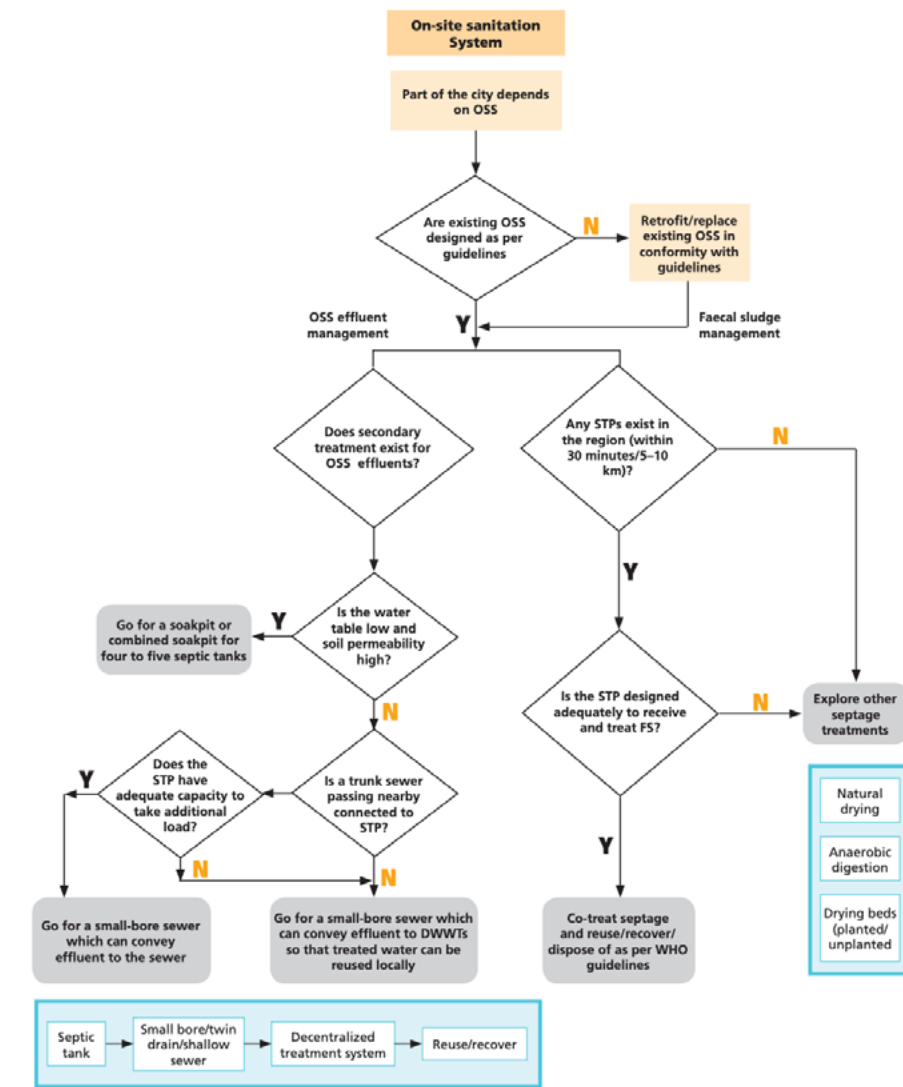 On-site sanitation
System
Part of the city depends
on OSS
Are existing OSS
designed as per
guidelines
N
Retrofit/replace
existing OSS in
conformity with
guidelines
OSS effluent
management
Y
Faecal sludge
management
Does secondary
treatment exist for
OSS effluents?
Any STPs exist in
the region (within
30 minutes/5–10
km)?
N
Y
Is the water
table low and
soil permeability
high?
Y
Go for a soakpit or
combined soakpit for
four to five septic tanks
N
Is the STP designed
adequately to receive
and treat FS?
N
Explore other
septage
treatments
Does the
STP have
adequate capacity to
take additional
load?
Y
Is a trunk sewer
passing nearby
connected to
STP?
N
N
Y
Natural
drying
Anaerobic
digestion
Drying beds
(planted/
unplanted
Go for a small-bore sewer
which can convey
effluent to the sewer
Go for a small-bore sewer which
can convey effluent to DWWTs
so that treated water can be
reused locally
Co-treat septage
and reuse/recover/
dispose of as per WHO
guidelines
Septic
tank
Small bore/twin
drain/shallow
sewer
Decentralized
treatment system
Reuse/recover